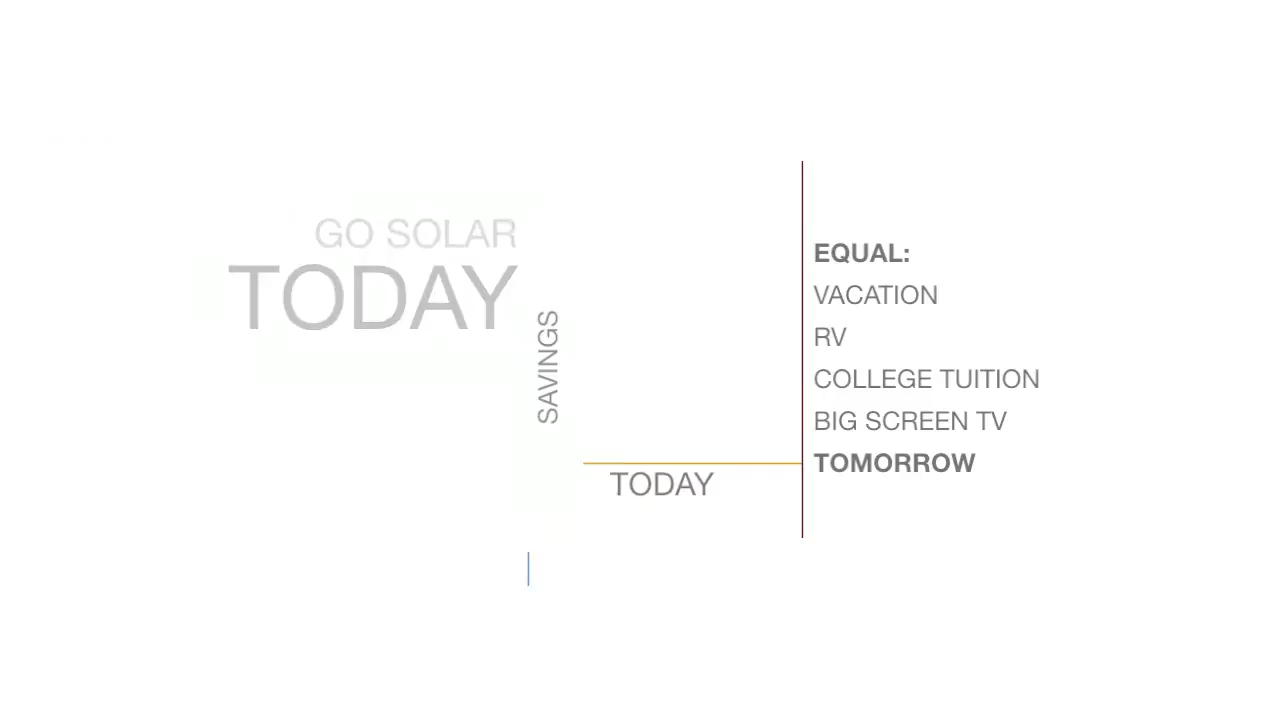 GO SOLAR
TODAY
SAVINGS
TODAY
EQUAL:
VACATION
RV
COLLEGE TUITION
BIG SCREEN TV
TOMORROW